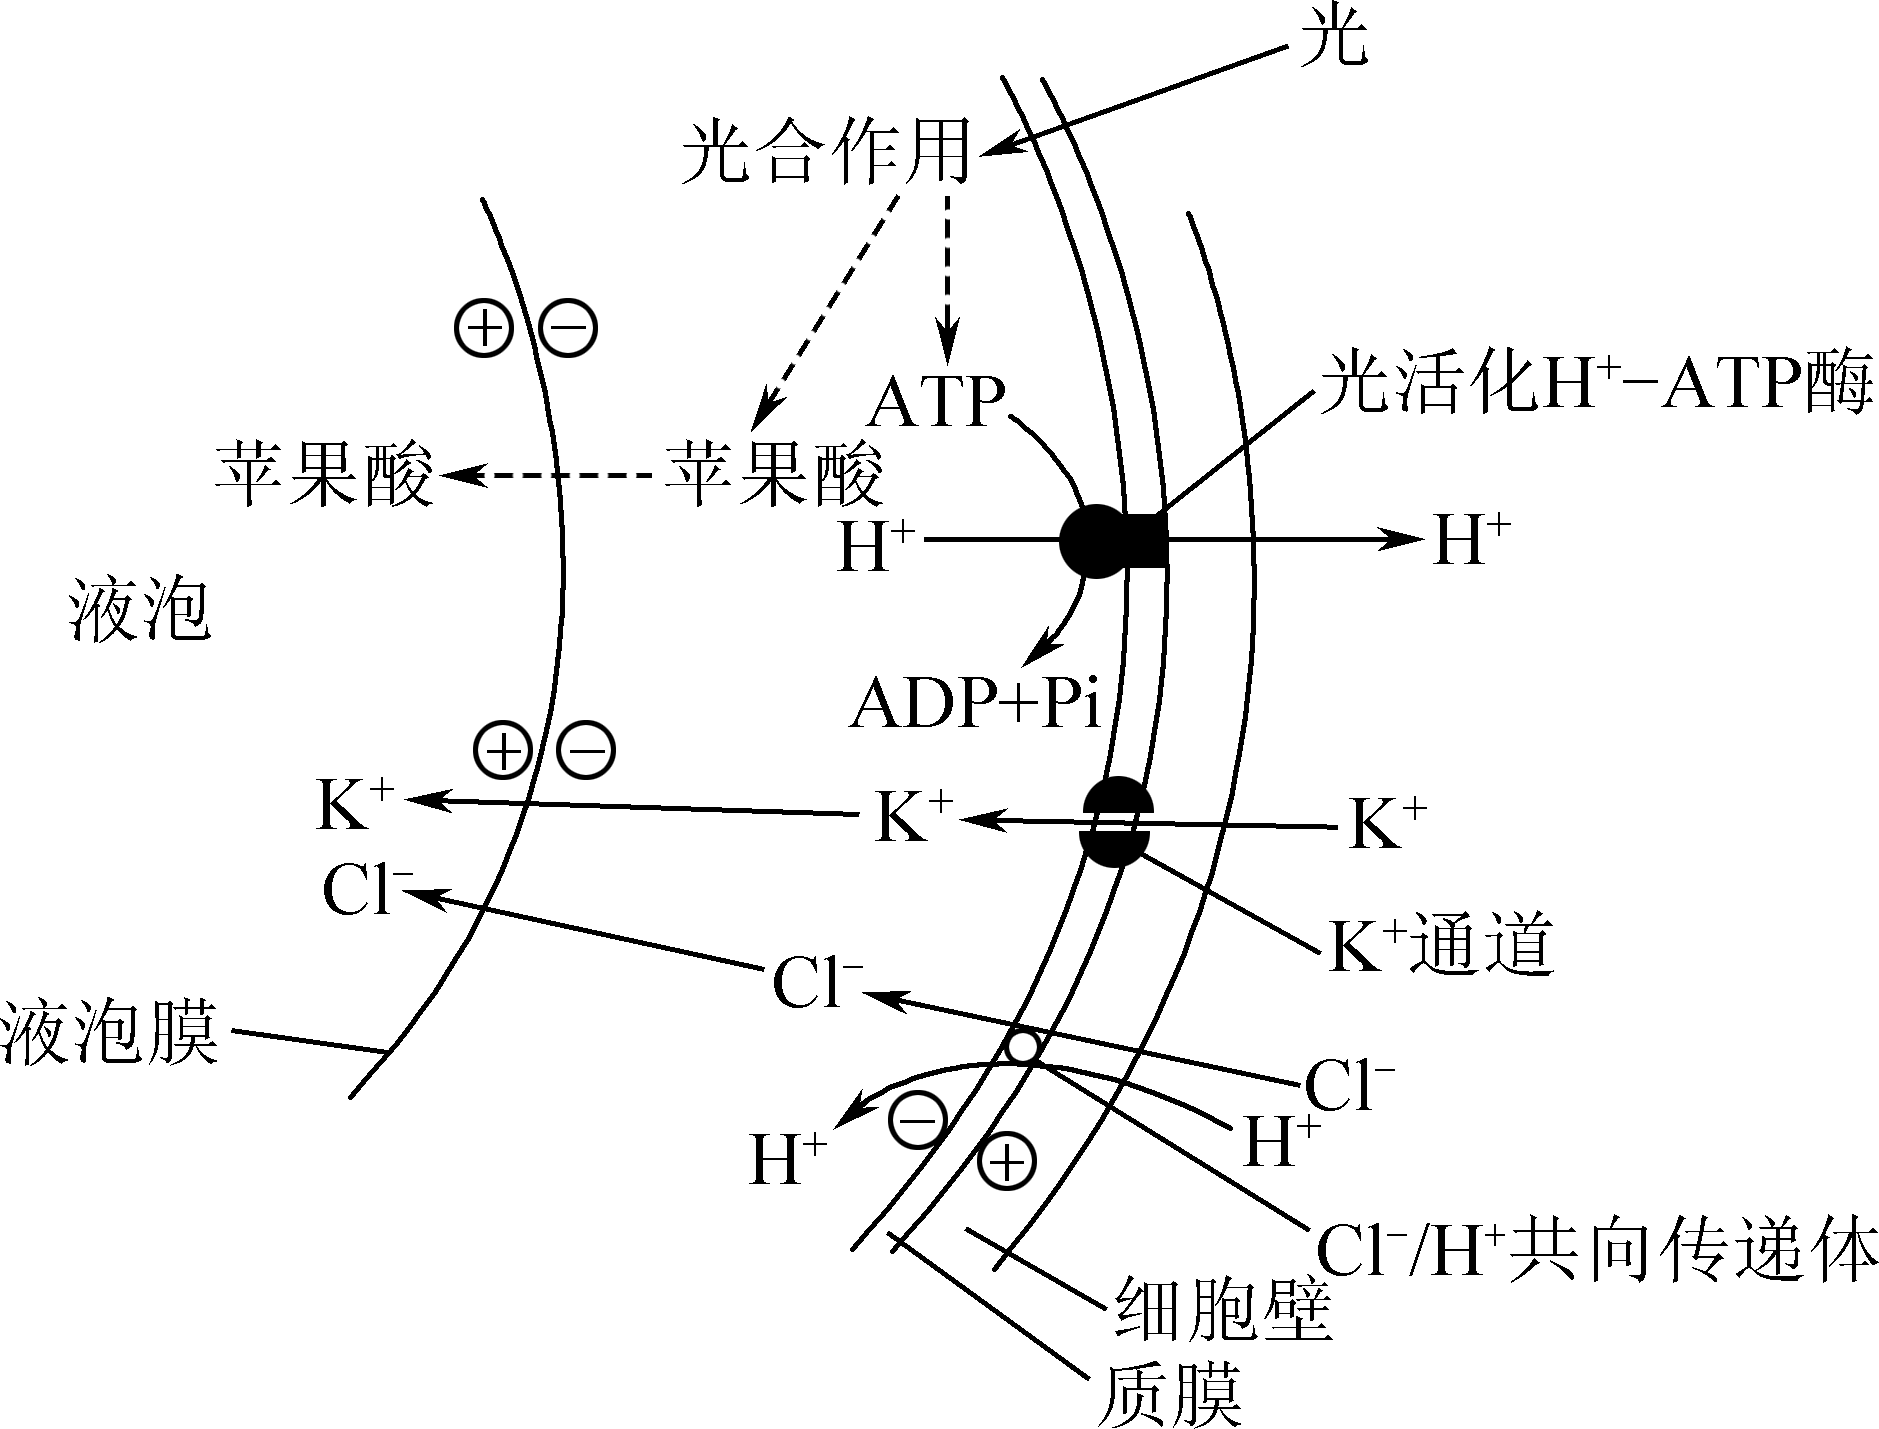 光
光合作用
⊕ ⊖
ATP
光活化H⁺−ATP酶
苹果酸
苹果酸
H⁺
H⁺
液泡
ADP+Pi
⊕ ⊖
K⁺
K⁺
K⁺
Cl⁻
K⁺通道
Cl⁻
液泡膜
Cl⁻
H⁺
⊖
H⁺
⊕
Cl⁻/H⁺共向传递体
细胞壁
质膜